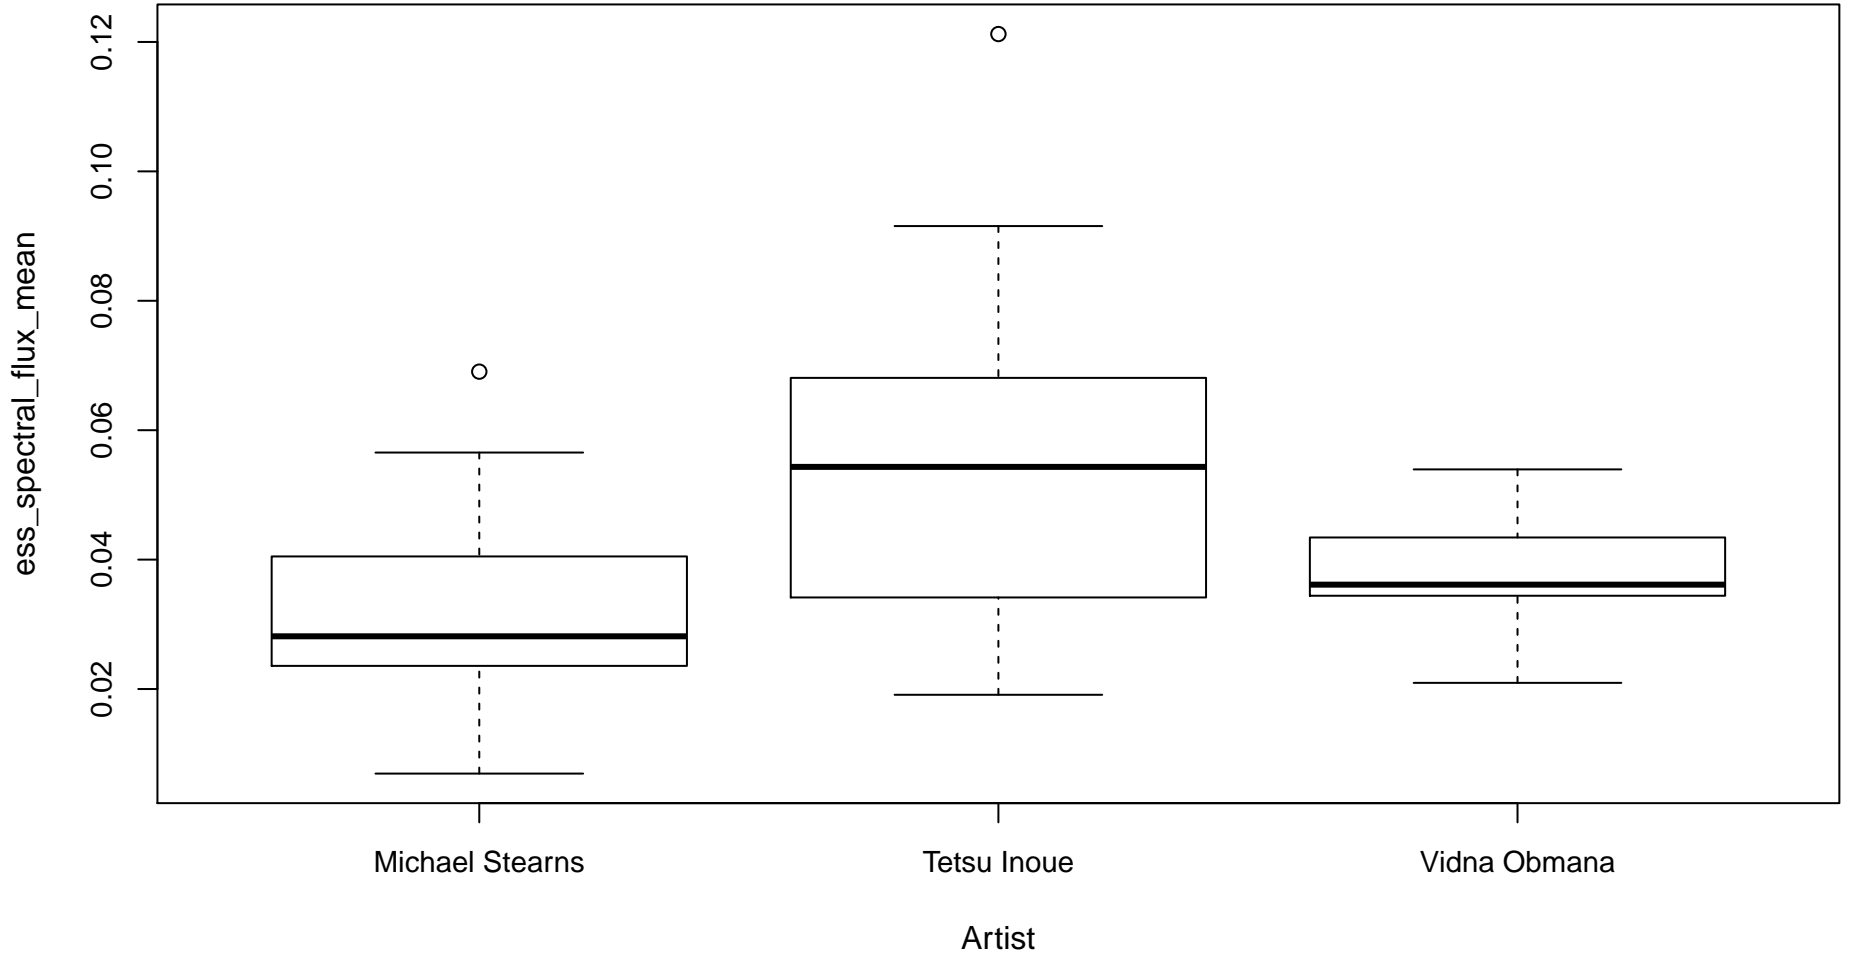 ess_spectral_flux_mean
0.12
0.10
0.08
0.06
0.04
0.02
Michael Stearns
Tetsu Inoue
Vidna Obmana
Artist